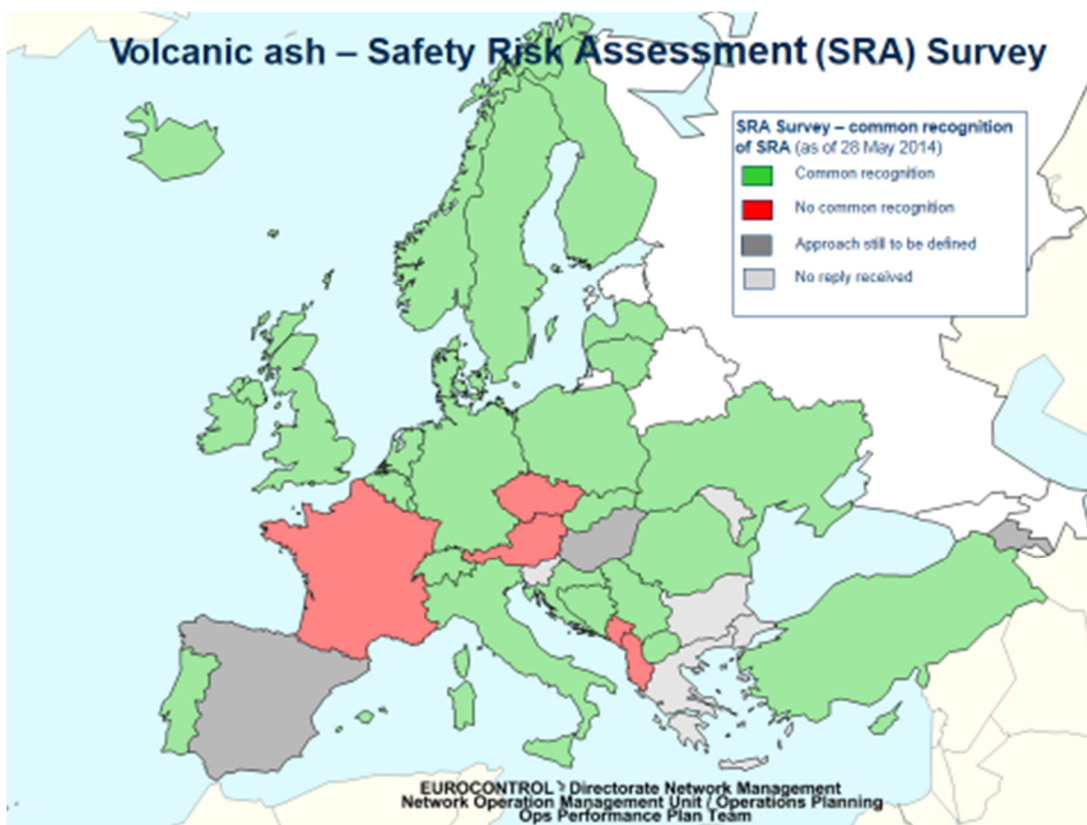 Volcanic ash – Safety Risk Assessment (SRA) Survey
SRA Survey – common recognition
of SRA (as of 28 May 2014)
Common recognition
No common recognition
Approach still to be defined
No reply received
EUROCONTROL - Directorate Network Management
Network Operation Management Unit / Operations Planning
Ops Performance Plan Team